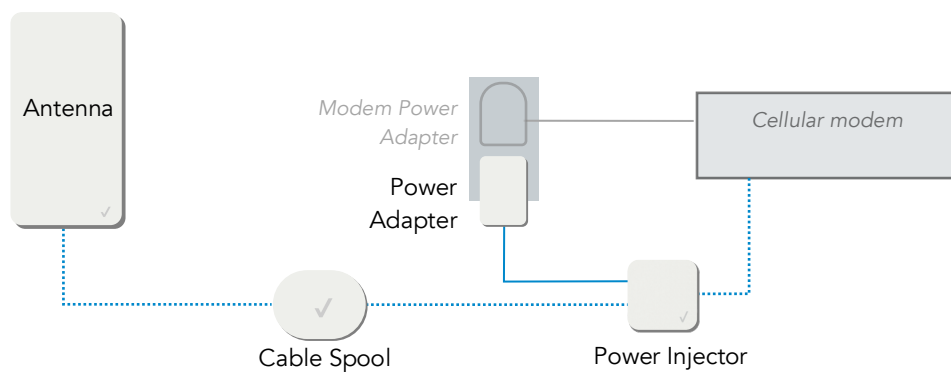 Antenna
Modem Power
Adapter
Cellular modem
Power
Adapter
Cable Spool
Power Injector